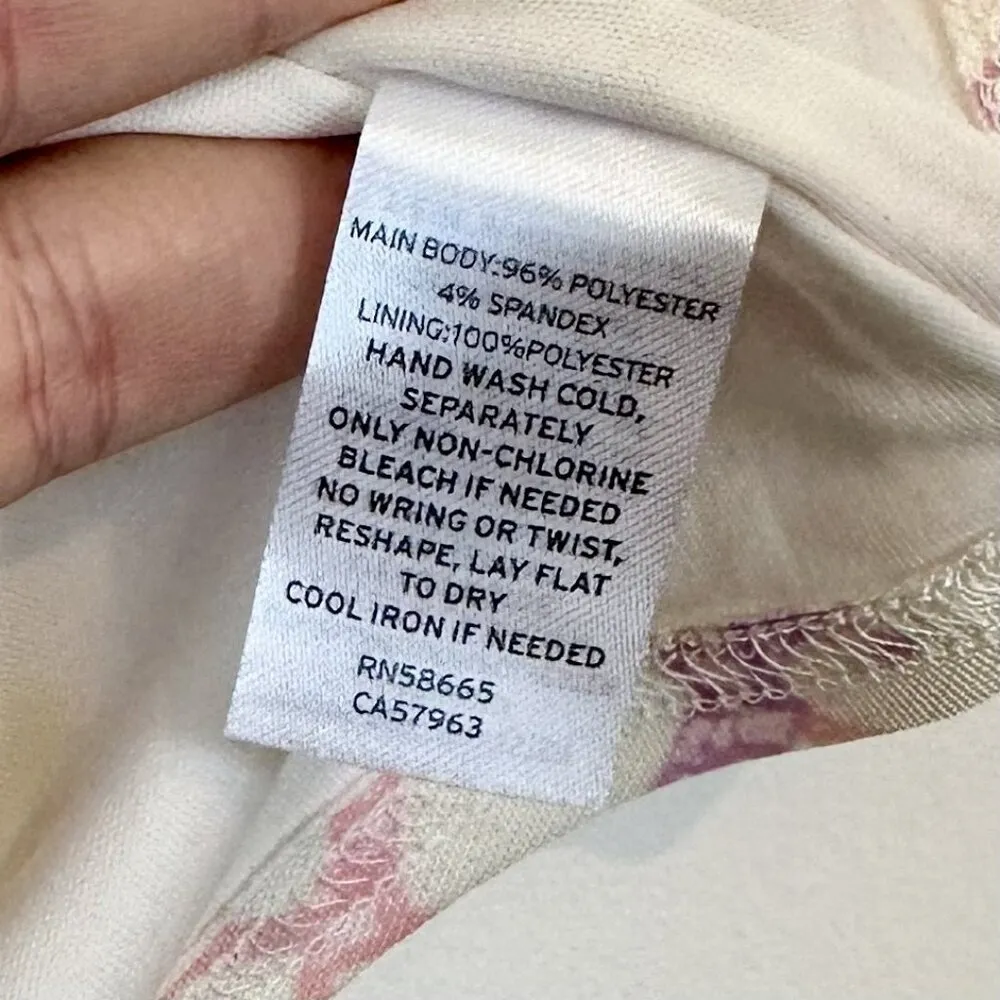 MAIN BODY:96% POLYESTER
4% SPANDEX
LINING:100%POLYESTER
HAND WASH COLD,
SEPARATELY
ONLY NON-CHLORINE
BLEACH IF NEEDED
NO WRING OR TWIST,
RESHAPE, LAY FLAT
TO DRY
COOL IRON IF NEEDED
RN58665
CA57963